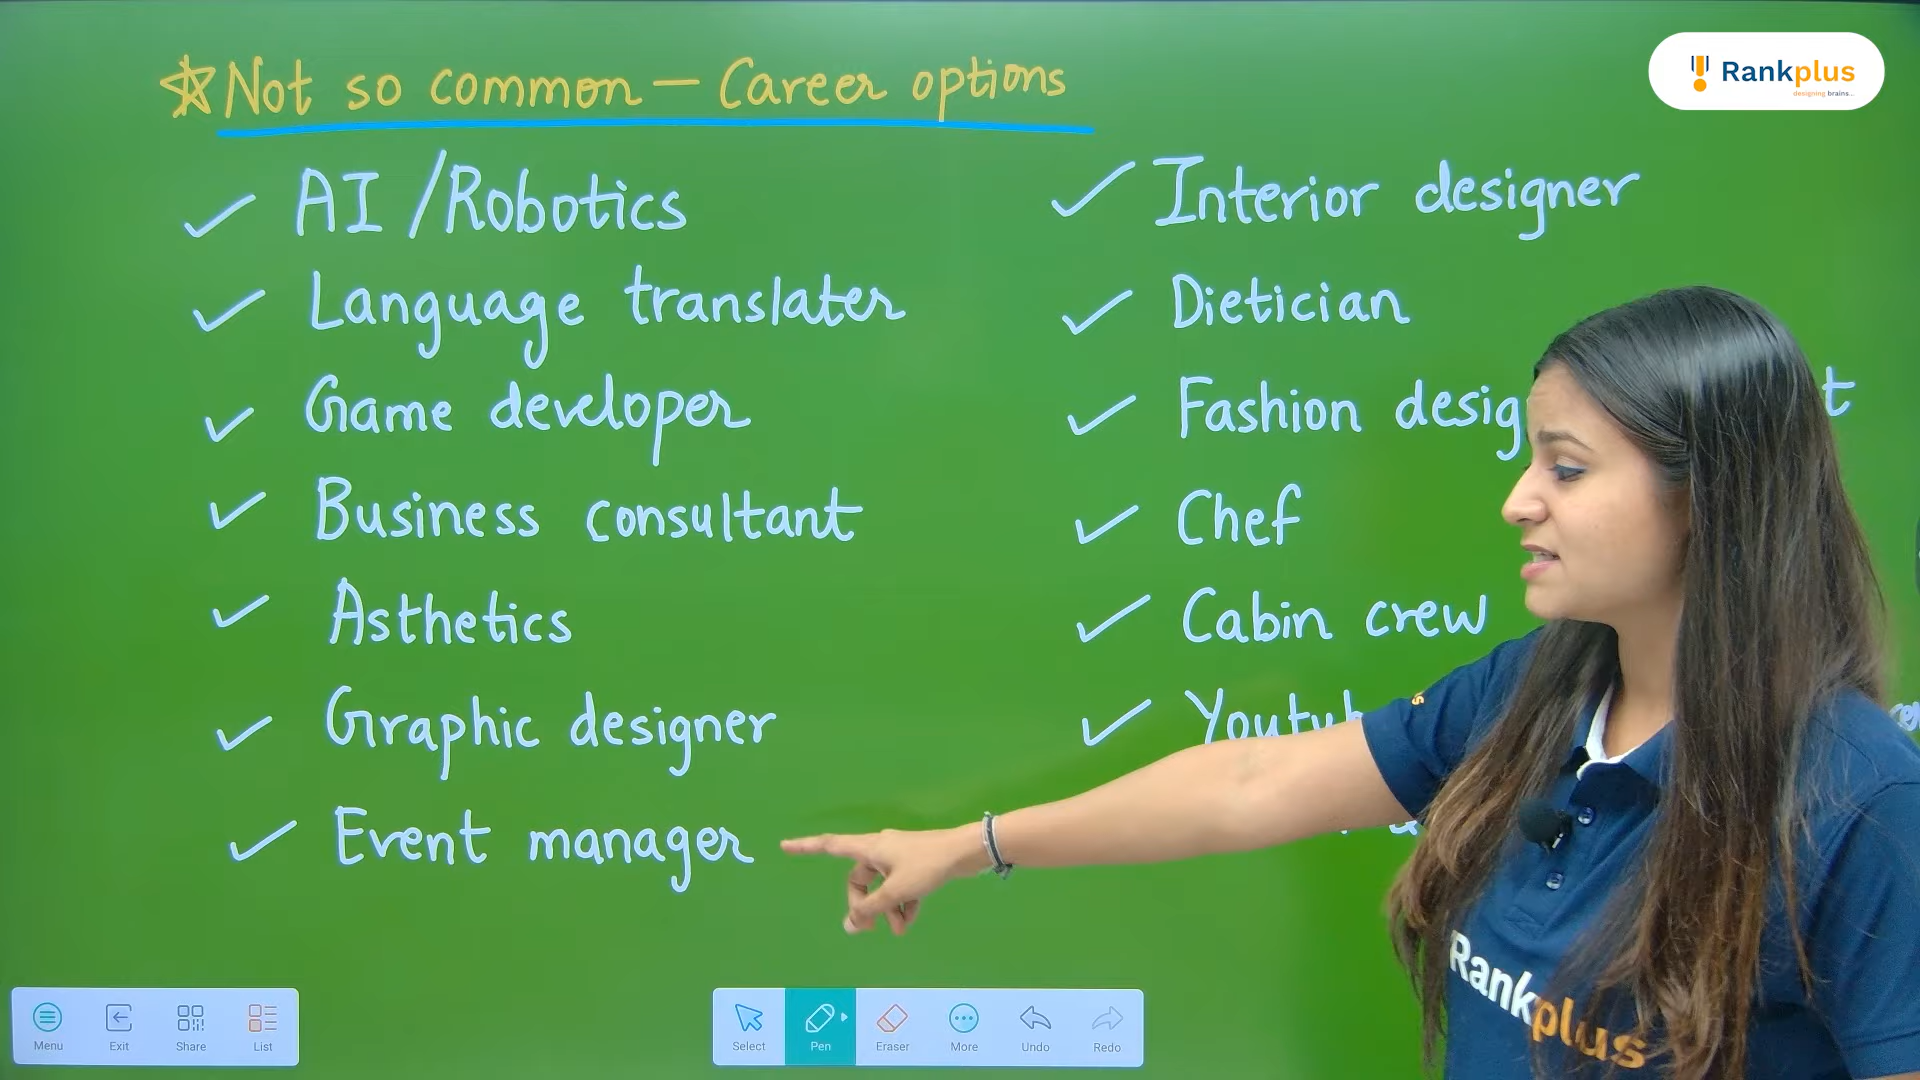 Not so common — Career options
AI /Robotics
Language translater
Game developer
Business consultant
Asthetics
Graphic designer
Event manager
Interior designer
Dietician
Fashion
Chef
Cabin crew
Rankplus
designing brains...
Rankplus
Menu
Exit
Share
List
Select
Pen
Eraser
More
Undo
Redo